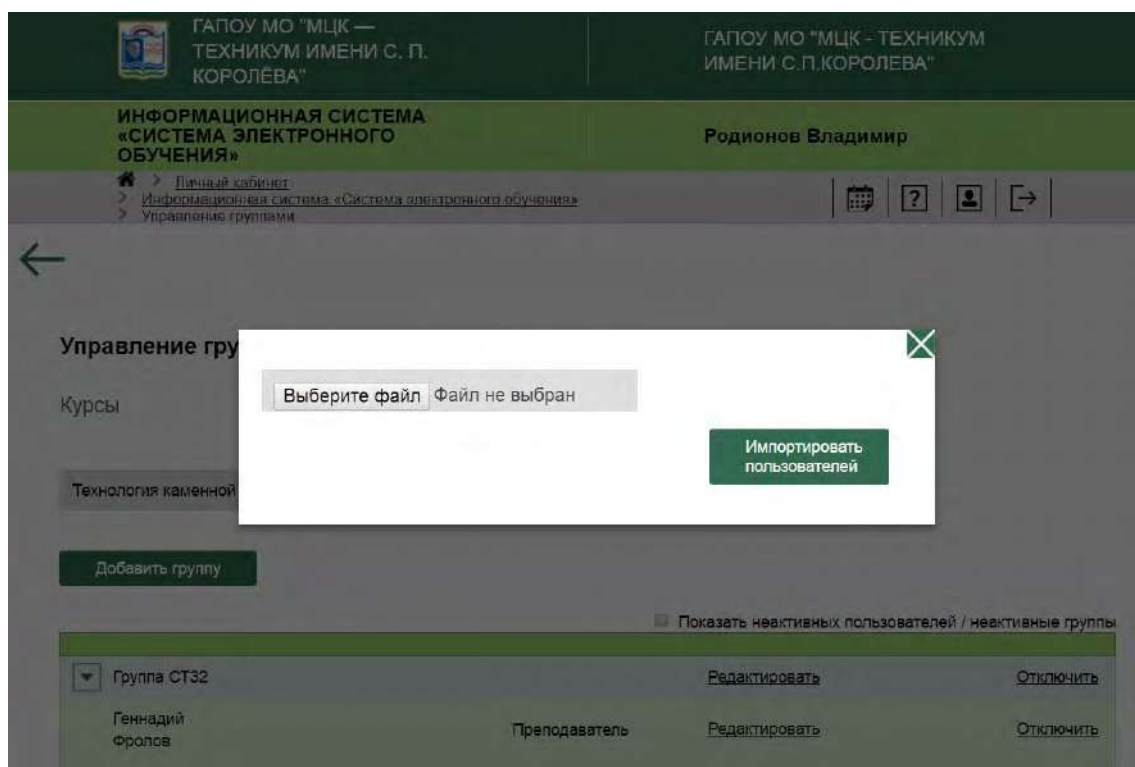 ГАПОУ МО "МЦК —
ТЕХНИКУМ ИМЕНИ С. П.
КОРОЛЁВА"
ГАПОУ МО "МЦК - ТЕХНИКУМ
ИМЕНИ С.П.КОРОЛЕВА"
ИНФОРМАЦИОННАЯ СИСТЕМА
«СИСТЕМА ЭЛЕКТРОННОГО
ОБУЧЕНИЯ»
Родионов Владимир
> Личный кабинет
> Информационная система «Система электронного обучения»
> Управление группами
Управление гру
Курсы
Выберите файл Файл не выбран
Импортировать
пользователей
Технология каменной
Добавить группу
Показать неактивных пользователей / неактивные группы
Группа СТ32 Редактировать Отключить
Геннадий
Фролов
Преподаватель Редактировать Отключить